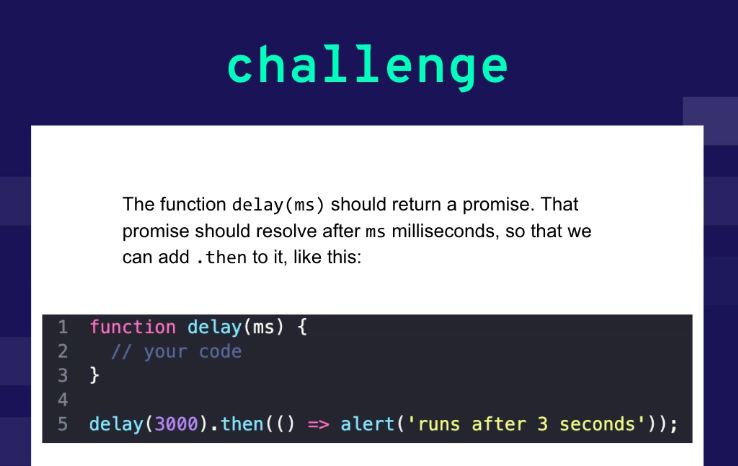 challenge
The function delay(ms) should return a promise. That
promise should resolve after ms milliseconds, so that we
can add .then to it, like this:
1 function delay(ms) {
2   // your code
3 }
4
5 delay(3000).then(() => alert('runs after 3 seconds'));